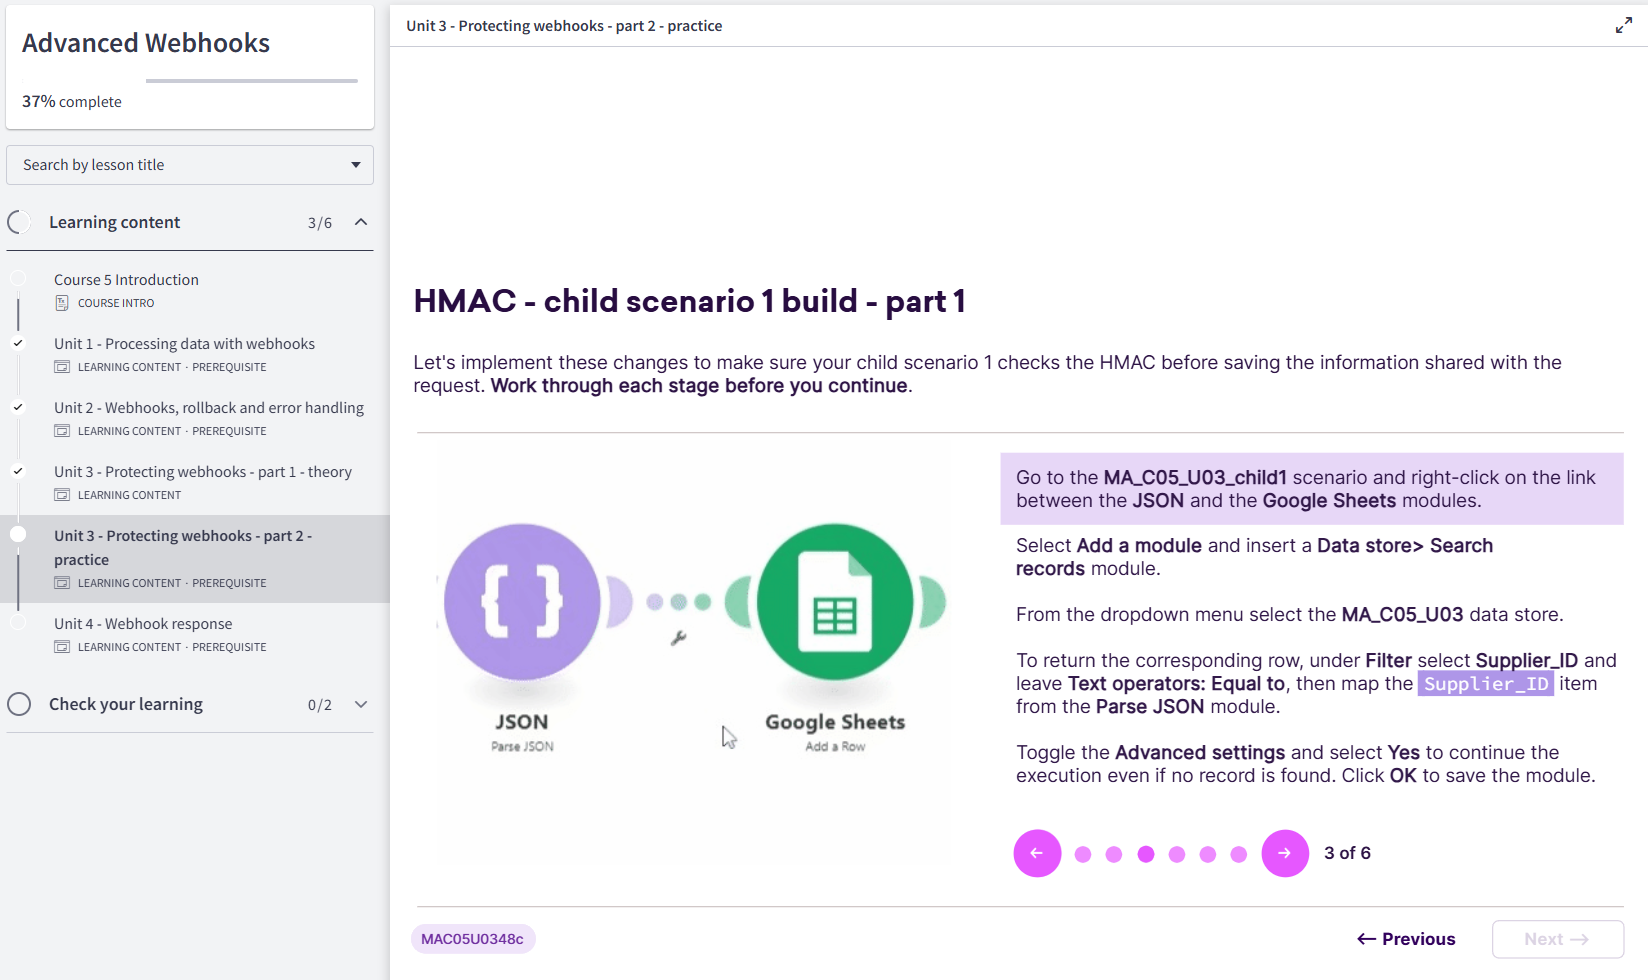 Advanced Webhooks
37% complete
Search by lesson title
Learning content 3/6
Course 5 Introduction
COURSE INTRO
Unit 1 - Processing data with webhooks
LEARNING CONTENT · PREREQUISITE
Unit 2 - Webhooks, rollback and error handling
LEARNING CONTENT · PREREQUISITE
Unit 3 - Protecting webhooks - part 1 - theory
LEARNING CONTENT
Unit 3 - Protecting webhooks - part 2 -
practice
LEARNING CONTENT · PREREQUISITE
Unit 4 - Webhook response
LEARNING CONTENT · PREREQUISITE
Check your learning 0/2
Unit 3 - Protecting webhooks - part 2 - practice
HMAC - child scenario 1 build - part 1
Let's implement these changes to make sure your child scenario 1 checks the HMAC before saving the information shared with the
request. Work through each stage before you continue.
JSON
Parse JSON
Google Sheets
Add a Row
Go to the MA_C05_U03_child1 scenario and right-click on the link
between the JSON and the Google Sheets modules.
Select Add a module and insert a Data store> Search
records module.
From the dropdown menu select the MA_C05_U03 data store.
To return the corresponding row, under Filter select Supplier_ID and
leave Text operators: Equal to, then map the Supplier_ID item
from the Parse JSON module.
Toggle the Advanced settings and select Yes to continue the
execution even if no record is found. Click OK to save the module.
3 of 6
MAC05U0348c
Previous
Next